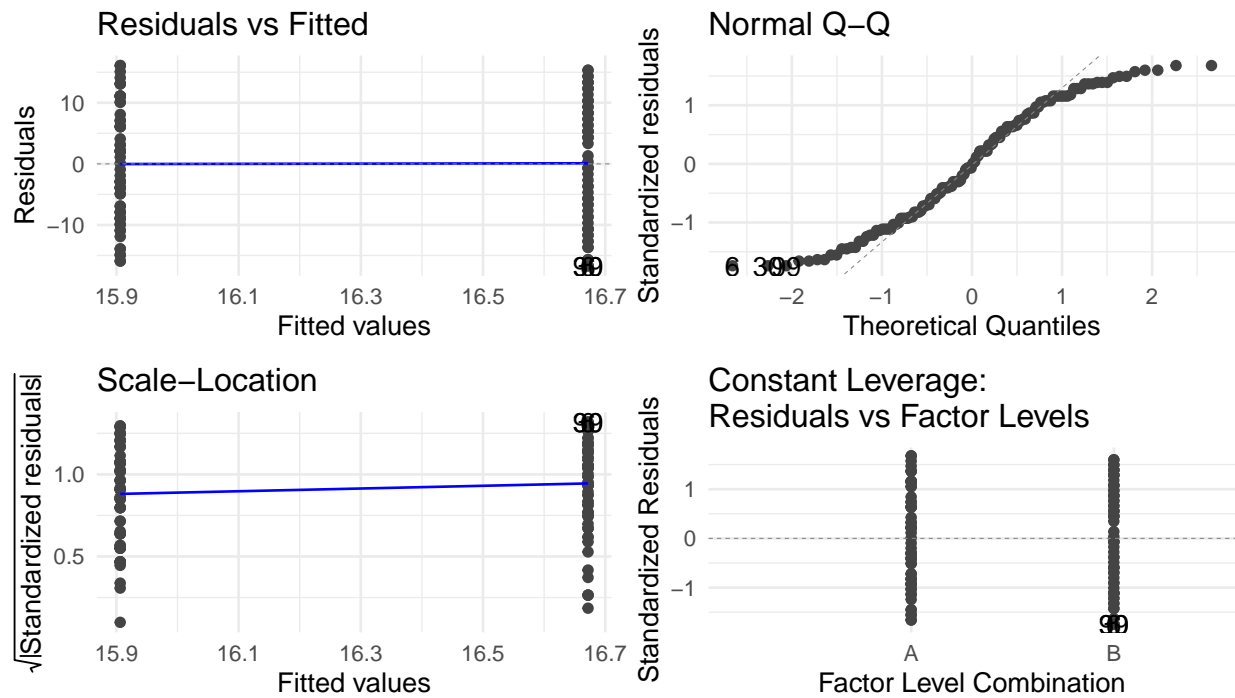 Residuals vs Fitted
Residuals
10
0
−10
15.9 16.1 16.3 16.5 16.7
Fitted values
Normal Q−Q
Standardized residuals
1
0
−1
6 30 99
−2 −1 0 1 2
Theoretical Quantiles
Scale−Location
√|Standardized residuals|
1.0
0.5
15.9 16.1 16.3 16.5 16.7
Fitted values
Constant Leverage:
Residuals vs Factor Levels
Standardized Residuals
1
0
−1
A B
Factor Level Combination